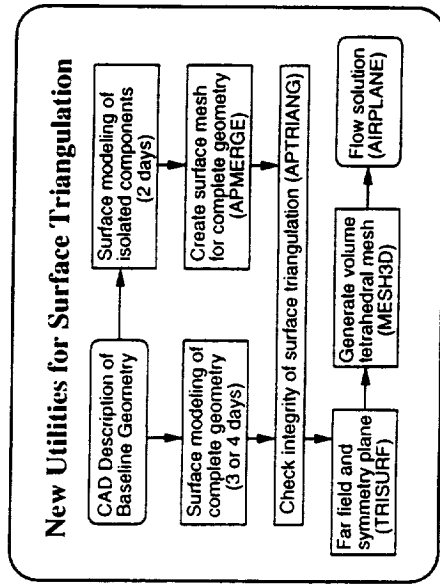 New Utilities for Surface Triangulation
CAD Description of
Baseline Geometry
Surface modeling of
isolated components
(2 days)
Surface modeling of
complete geometry
(3 or 4 days)
Create surface mesh
for complete geometry
(APMERGE)
Check integrity of surface triangulation (APTRIANG)
Far field and
symmetry plane
(TRISURF)
Generate volume
tetrahedral mesh
(MESH3D)
Flow solution
(AIRPLANE)